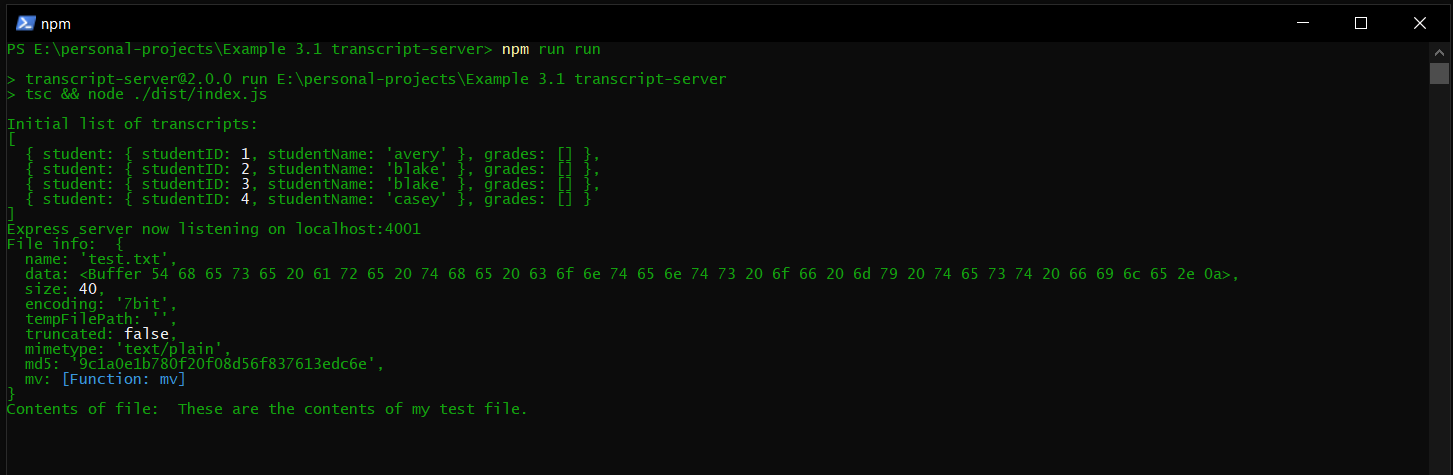 npm
PS E:\personal-projects\Example 3.1 transcript-server> npm run run
> transcript-server@2.0.0 run E:\personal-projects\Example 3.1 transcript-server
> tsc && node ./dist/index.js
Initial list of transcripts:
[
  { student: { studentID: 1, studentName: 'avery' }, grades: [] },
  { student: { studentID: 2, studentName: 'blake' }, grades: [] },
  { student: { studentID: 3, studentName: 'blake' }, grades: [] },
  { student: { studentID: 4, studentName: 'casey' }, grades: [] }
]
Express server now listening on localhost:4001
File info:  {
  name: 'test.txt',
  data: <Buffer 54 68 65 73 65 20 61 72 65 20 74 68 65 20 63 6f 6e 74 65 6e 74 73 20 6f 66 20 6d 79 20 74 65 73 74 20 66 69 6c 65 2e 0a>,
  size: 40,
  encoding: '7bit',
  tempFilePath: '',
  truncated: false,
  mimetype: 'text/plain',
  md5: '9c1a0e1b780f20f08d56f837613edc6e',
  mv: [Function: mv]
}
Contents of file:  These are the contents of my test file.